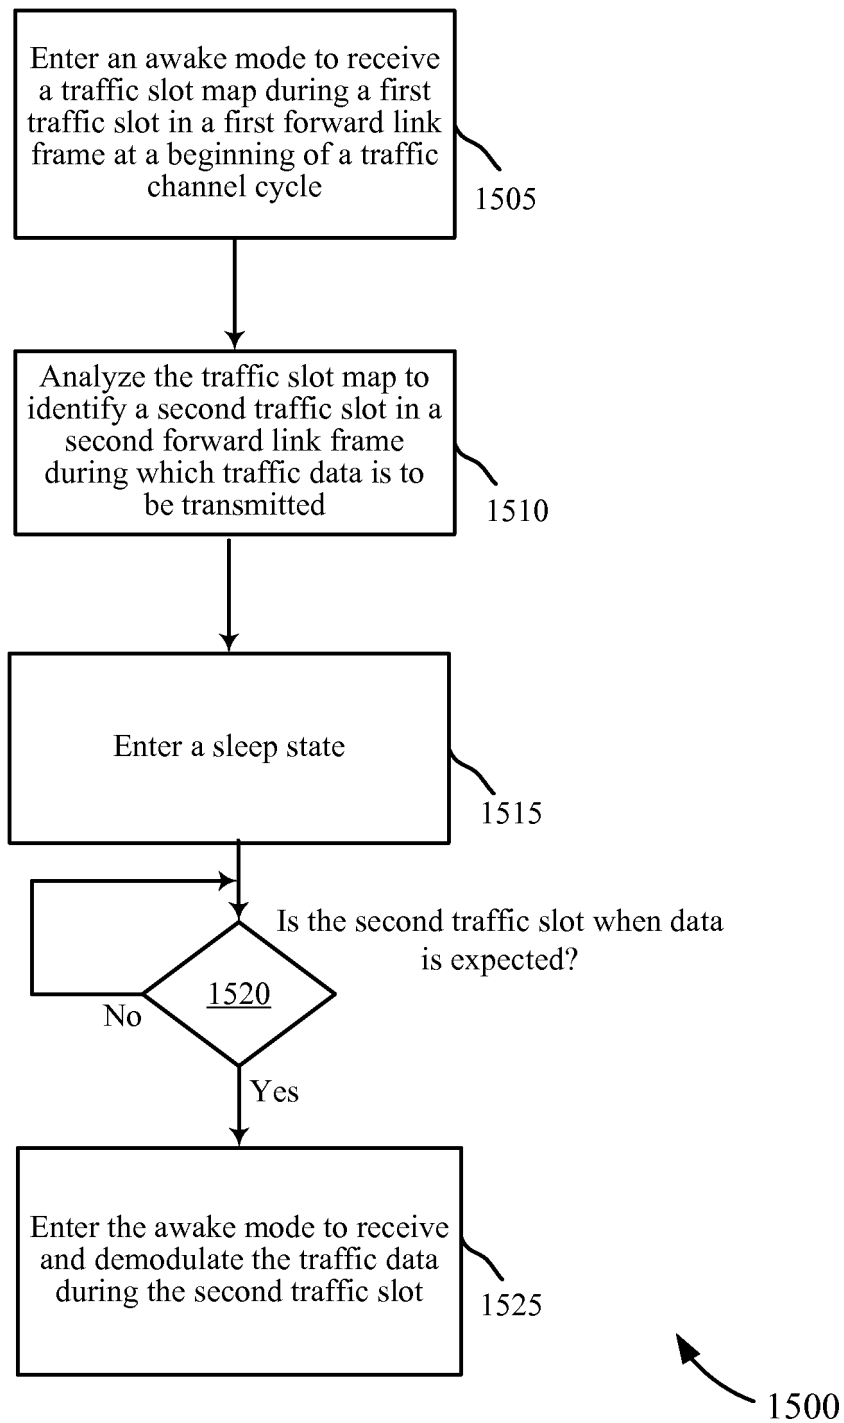 Enter an awake mode to receive
a traffic slot map during a first
traffic slot in a first forward link
frame at a beginning of a traffic
channel cycle
1505
Analyze the traffic slot map to
identify a second traffic slot in a
second forward link frame
during which traffic data is to
be transmitted
1510
Enter a sleep state
1515
Is the second traffic slot when data
is expected?
1520
No
Yes
Enter the awake mode to receive
and demodulate the traffic data
during the second traffic slot
1525
1500